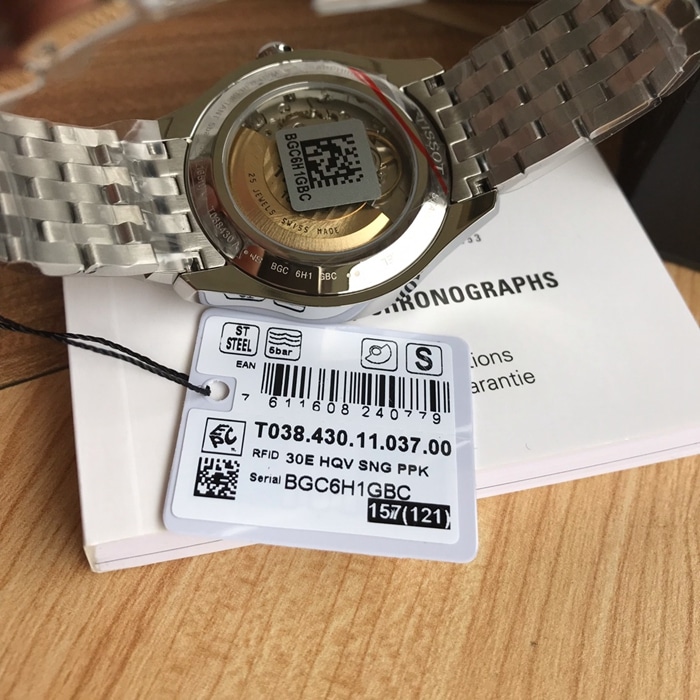 TISSOT
BGC6H1GBC
25 JEWELS SWISS MADE
BGC 6H1 GBC
CHRONOGRAPHS
tions
arantie
ST
STEEL
6bar
S
EAN
7 611608 240779
T038.430.11.037.00
RFID 30E HQV SNG PPK
Serial BGC6H1GBC
157(121)